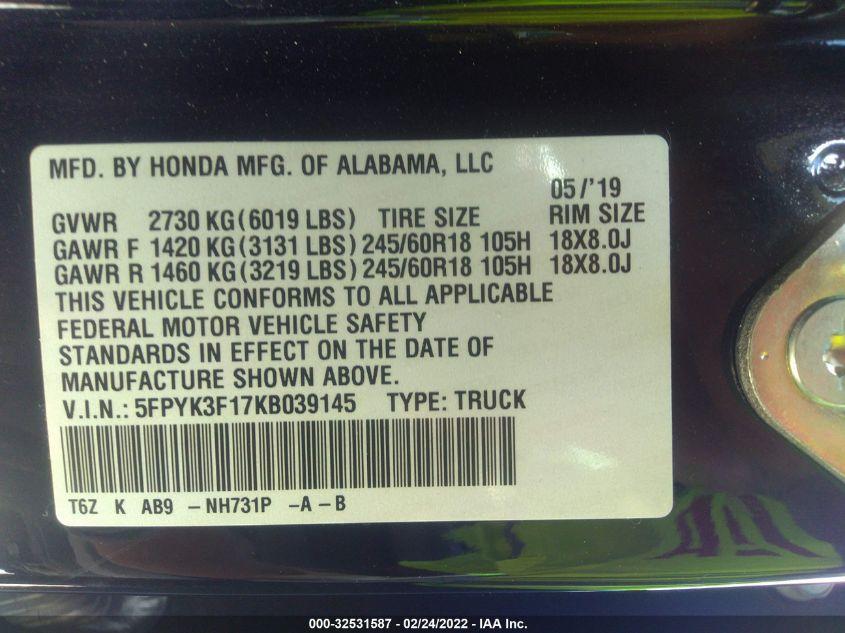 MFD. BY HONDA MFG. OF ALABAMA, LLC
05/'19
GVWR 2730 KG(6019 LBS) TIRE SIZE RIM SIZE
GAWR F 1420 KG(3131 LBS)245/60R18 105H 18X8.0J
GAWR R 1460 KG(3219 LBS)245/60R18 105H 18X8.0J
THIS VEHICLE CONFORMS TO ALL APPLICABLE
FEDERAL MOTOR VEHICLE SAFETY
STANDARDS IN EFFECT ON THE DATE OF
MANUFACTURE SHOWN ABOVE.
V.I.N.: 5FPYK3F17KB039145 TYPE: TRUCK
T6Z K AB9 -NH731P -A-B
000-32531587 - 02/24/2022 - IAA Inc.